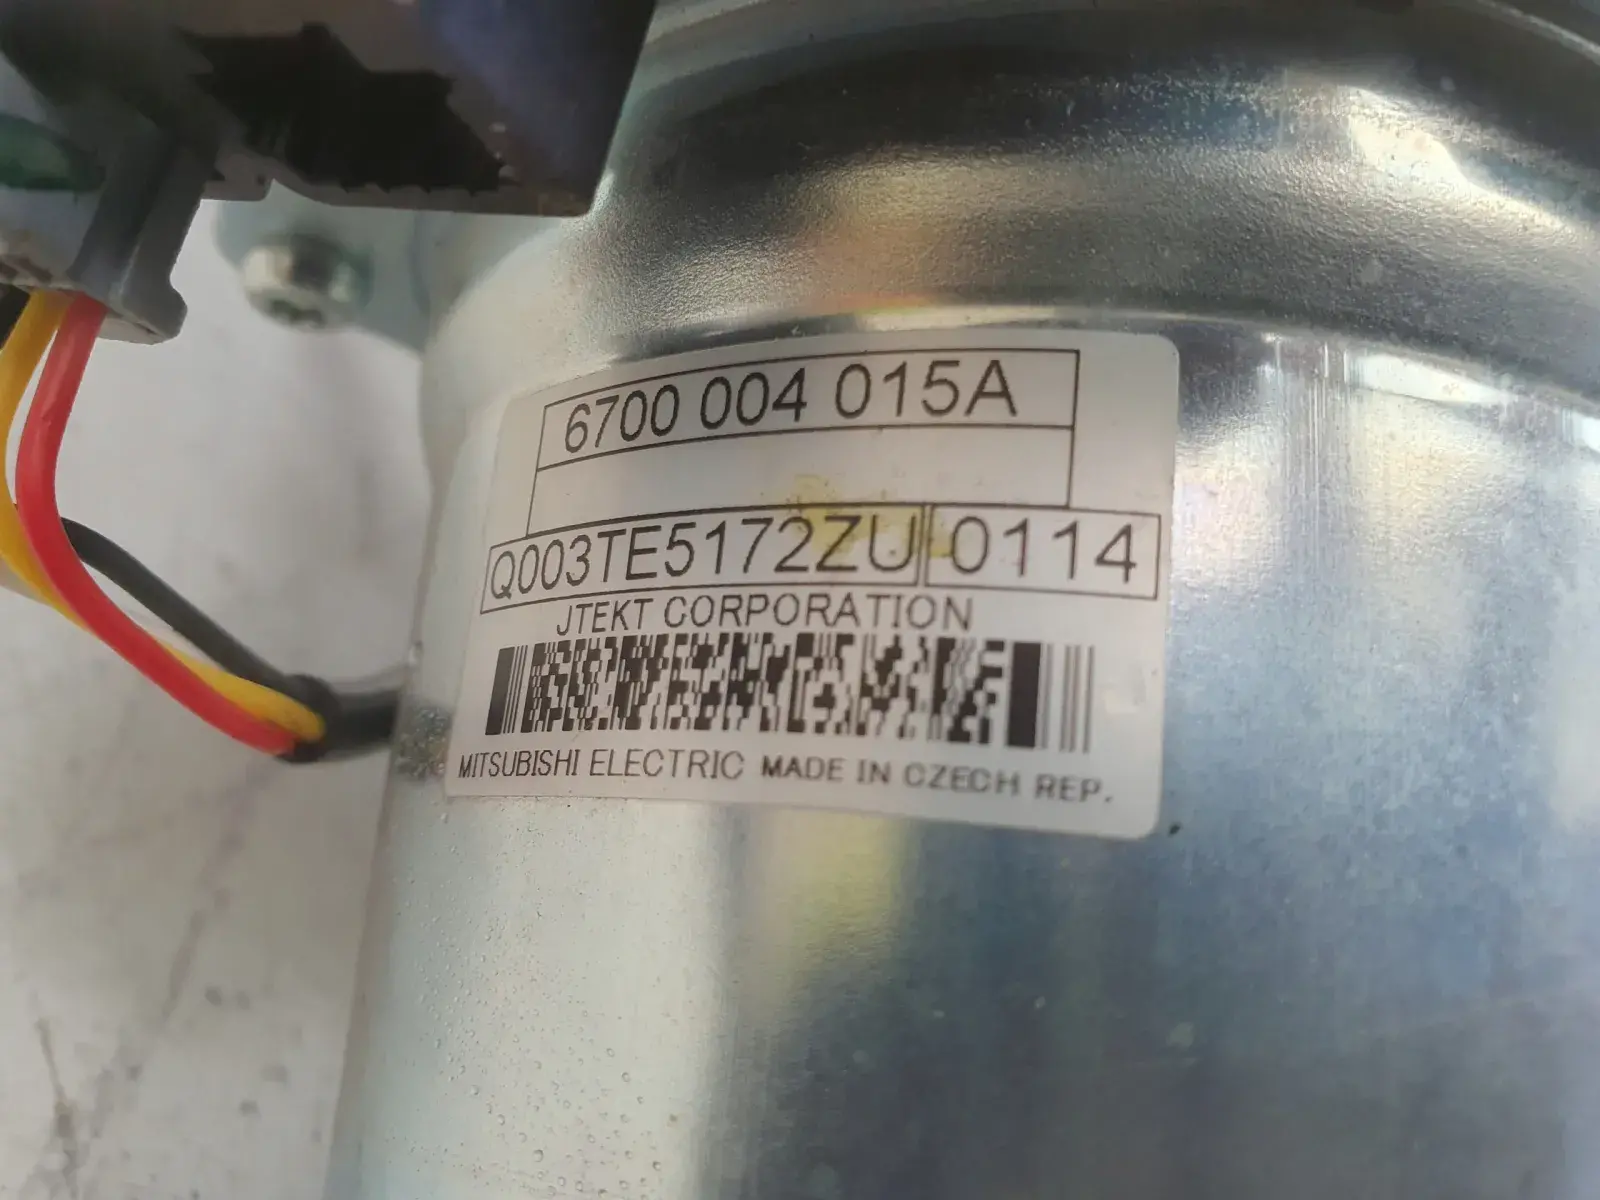 6700 004 015A
Q003TE5172ZU 0114
JTEKT CORPORATION
MITSUBISHI ELECTRIC MADE IN CZECH REP.